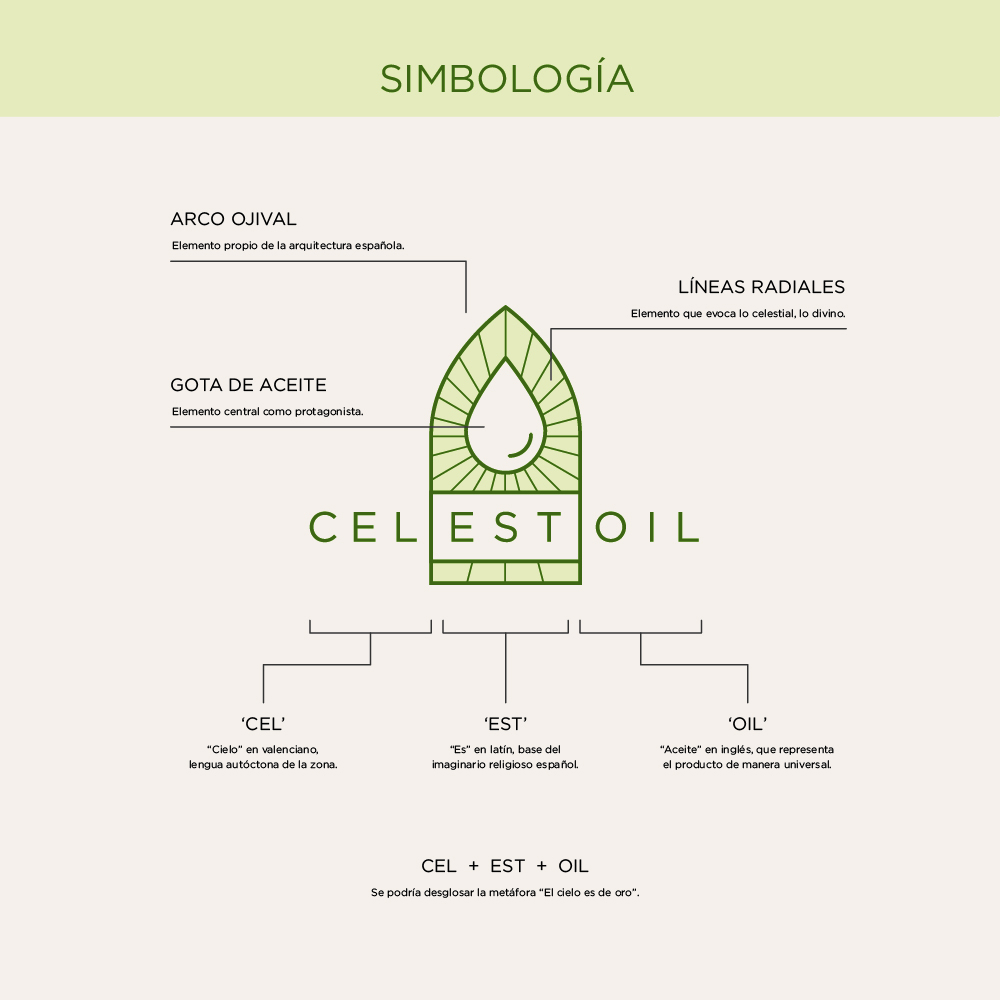 SIMBOLOGÍA
ARCO OJIVAL
Elemento propio de la arquitectura española.
LÍNEAS RADIALES
Elemento que evoca lo celestial, lo divino.
GOTA DE ACEITE
Elemento central como protagonista.
CELESTOIL
‘CEL’
“Cielo” en valenciano,
lengua autóctona de la zona.
‘EST’
“Es” en latín, base del
imaginario religioso español.
‘OIL’
“Aceite” en inglés, que representa
el producto de manera universal.
CEL + EST + OIL
Se podría desglosar la metáfora “El cielo es de oro”.